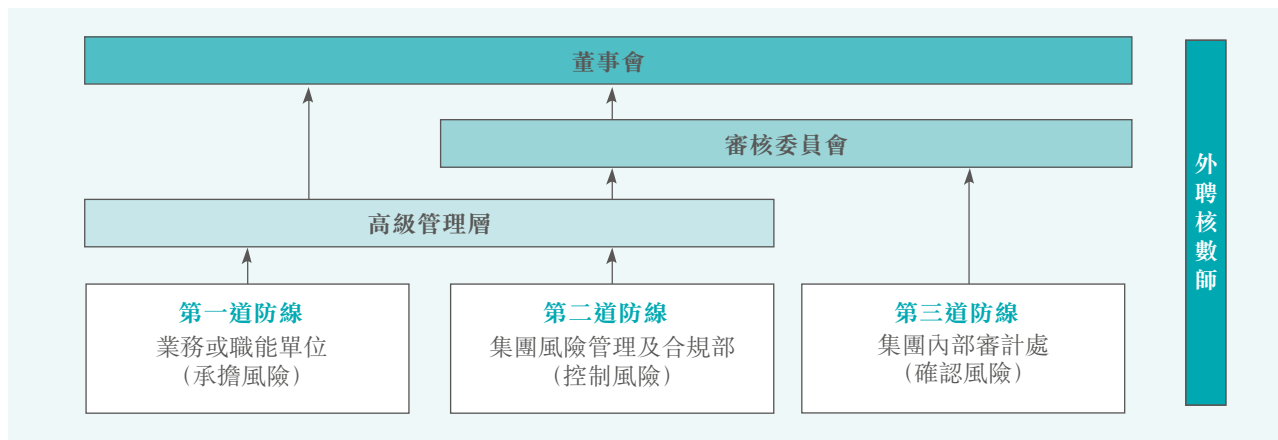 董事會
審核委員會
高級管理層
第一道防線
業務或職能單位
（承擔風險）
第二道防線
集團風險管理及合規部
（控制風險）
第三道防線
集團內部審計處
（確認風險）
外聘核數師